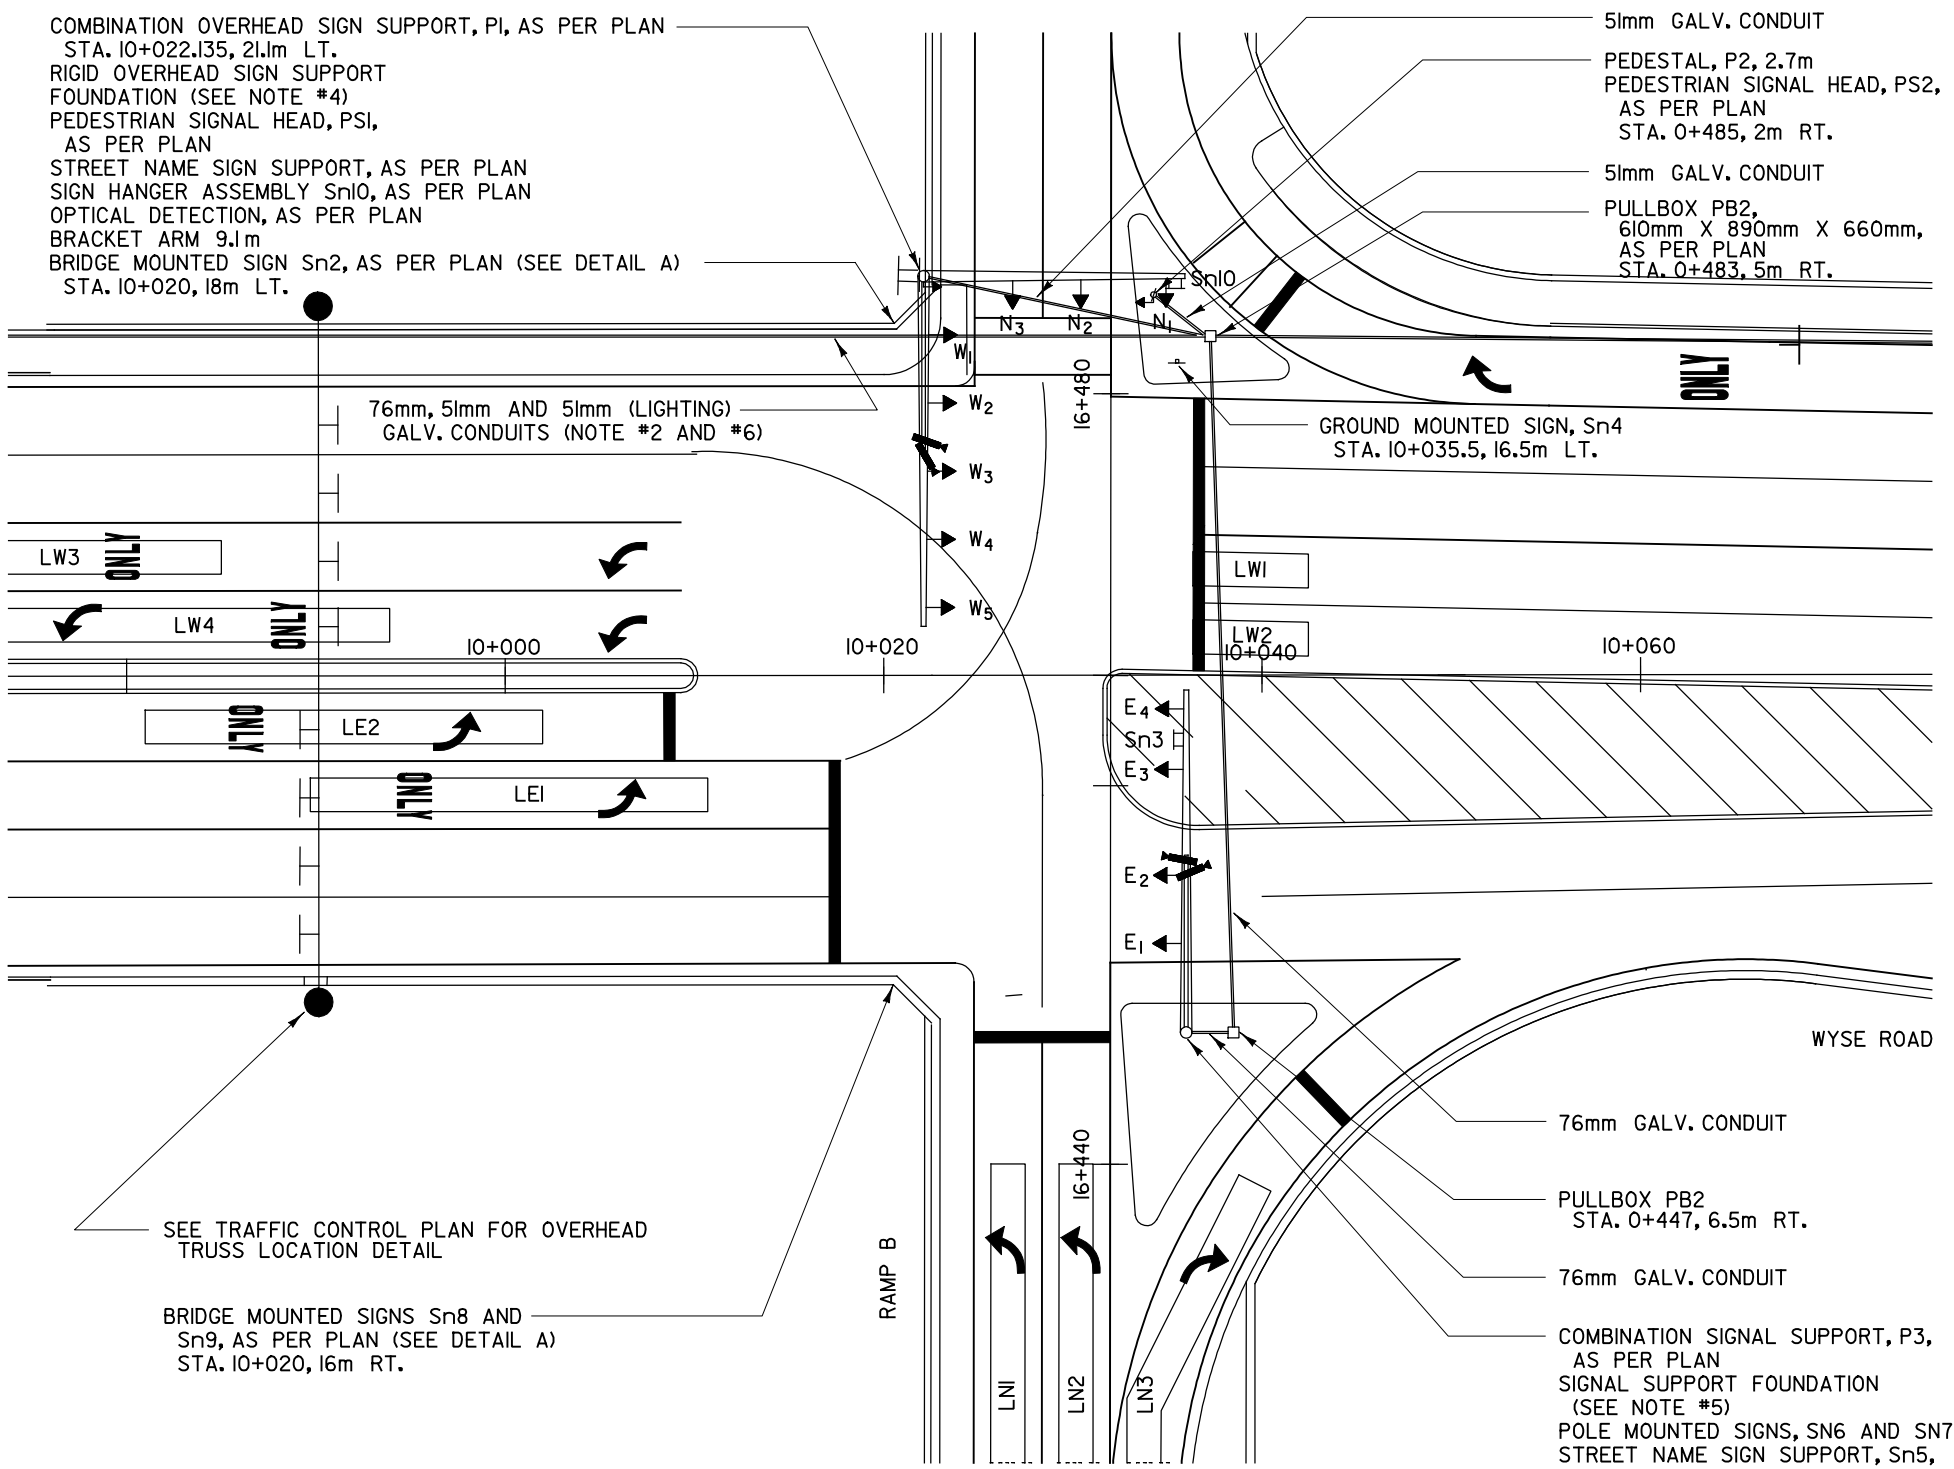 COMBINATION OVERHEAD SIGN SUPPORT, P1, AS PER PLAN
STA. 10+022.135, 21.1m LT.
RIGID OVERHEAD SIGN SUPPORT
FOUNDATION (SEE NOTE #4)
PEDESTRIAN SIGNAL HEAD, PS1,
AS PER PLAN
STREET NAME SIGN SUPPORT, AS PER PLAN
SIGN HANGER ASSEMBLY Sn10, AS PER PLAN
OPTICAL DETECTION, AS PER PLAN
BRACKET ARM 9.1m
BRIDGE MOUNTED SIGN Sn2, AS PER PLAN (SEE DETAIL A)
STA. 10+020, 18m LT.
51mm GALV. CONDUIT
PEDESTAL, P2, 2.7m
PEDESTRIAN SIGNAL HEAD, PS2,
AS PER PLAN
STA. 0+485, 2m RT.
51mm GALV. CONDUIT
PULLBOX PB2,
610mm X 890mm X 660mm,
AS PER PLAN
STA. 0+483, 5m RT.
Sn10
N3
N2
N1
W1
16+480
ONLY
76mm, 51mm AND 51mm (LIGHTING)
GALV. CONDUITS (NOTE #2 AND #6)
W2
GROUND MOUNTED SIGN, Sn4
STA. 10+035.5, 16.5m LT.
W3
LW3
ONLY
W4
LW1
LW4
ONLY
W5
LW2
10+000
10+020
10+040
10+060
ONLY
LE2
E4
Sn3
E3
ONLY
LE1
E2
E1
WYSE ROAD
76mm GALV. CONDUIT
16+440
PULLBOX PB2
STA. 0+447, 6.5m RT.
SEE TRAFFIC CONTROL PLAN FOR OVERHEAD
TRUSS LOCATION DETAIL
RAMP B
76mm GALV. CONDUIT
BRIDGE MOUNTED SIGNS Sn8 AND
Sn9, AS PER PLAN (SEE DETAIL A)
STA. 10+020, 16m RT.
LN1
LN2
LN3
COMBINATION SIGNAL SUPPORT, P3,
AS PER PLAN
SIGNAL SUPPORT FOUNDATION
(SEE NOTE #5)
POLE MOUNTED SIGNS, SN6 AND SN7
STREET NAME SIGN SUPPORT, Sn5,